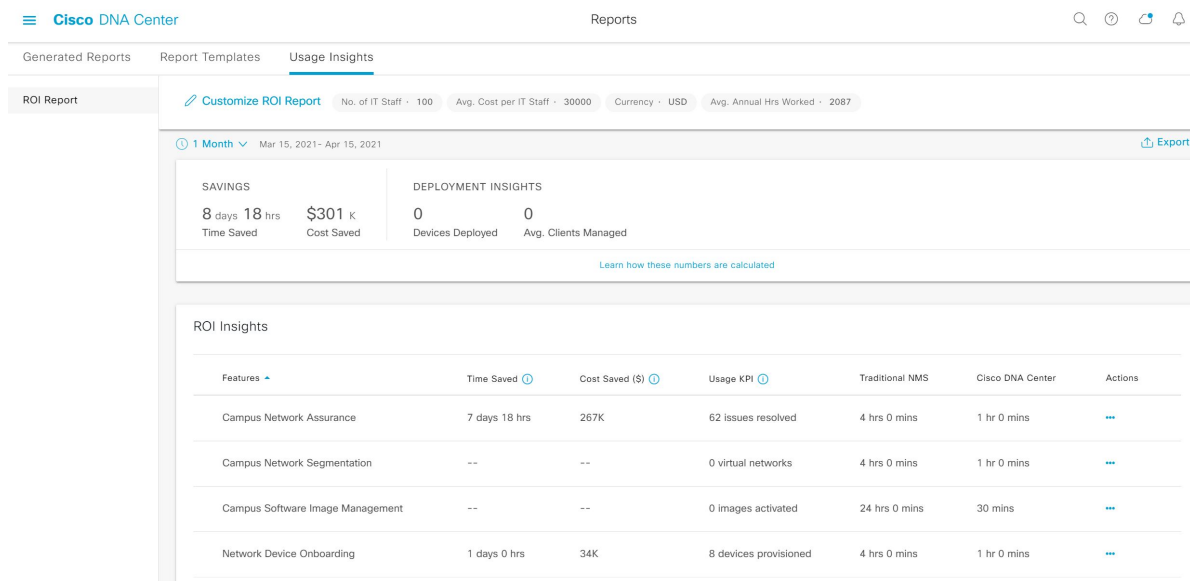 Cisco DNA Center
Reports
Generated Reports Report Templates Usage Insights
ROI Report
Customize ROI Report No. of IT Staff · 100 Avg. Cost per IT Staff · 30000 Currency · USD Avg. Annual Hrs Worked · 2087
1 Month Mar 15, 2021- Apr 15, 2021 Export
SAVINGS
8 days 18 hrs $301 K
Time Saved Cost Saved
DEPLOYMENT INSIGHTS
0 0
Devices Deployed Avg. Clients Managed
Learn how these numbers are calculated
ROI Insights
Features Time Saved Cost Saved ($) Usage KPI Traditional NMS Cisco DNA Center Actions
Campus Network Assurance 7 days 18 hrs 267K 62 issues resolved 4 hrs 0 mins 1 hr 0 mins
Campus Network Segmentation -- -- 0 virtual networks 4 hrs 0 mins 1 hr 0 mins
Campus Software Image Management -- -- 0 images activated 24 hrs 0 mins 30 mins
Network Device Onboarding 1 days 0 hrs 34K 8 devices provisioned 4 hrs 0 mins 1 hr 0 mins